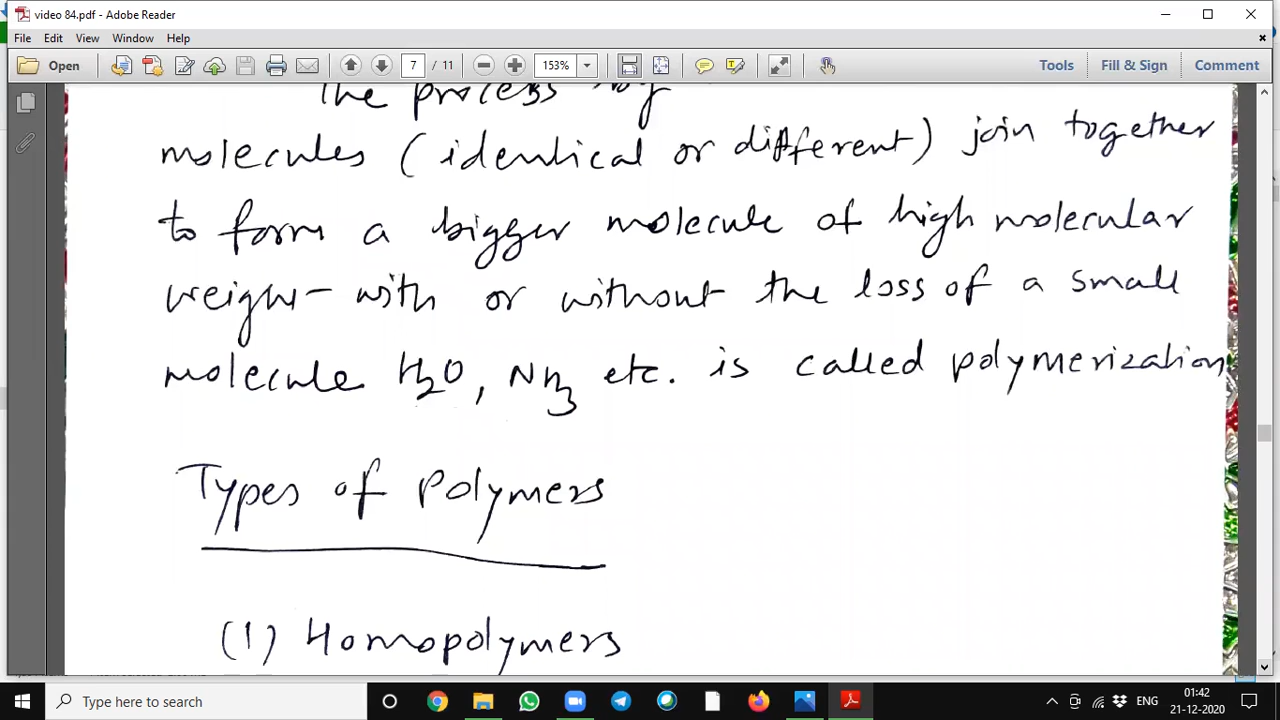 video 84.pdf - Adobe Reader
File Edit View Window Help
Open 7 / 11 153% Tools Fill & Sign Comment
The process by
molecules (identical or different) join together
to form a bigger molecule of high molecular
weight with or without the loss of a small
molecule H2O, NH3 etc. is called polymerization
Types of Polymers
(1) Homopolymers
Type here to search
ENG
01:42
21-12-2020